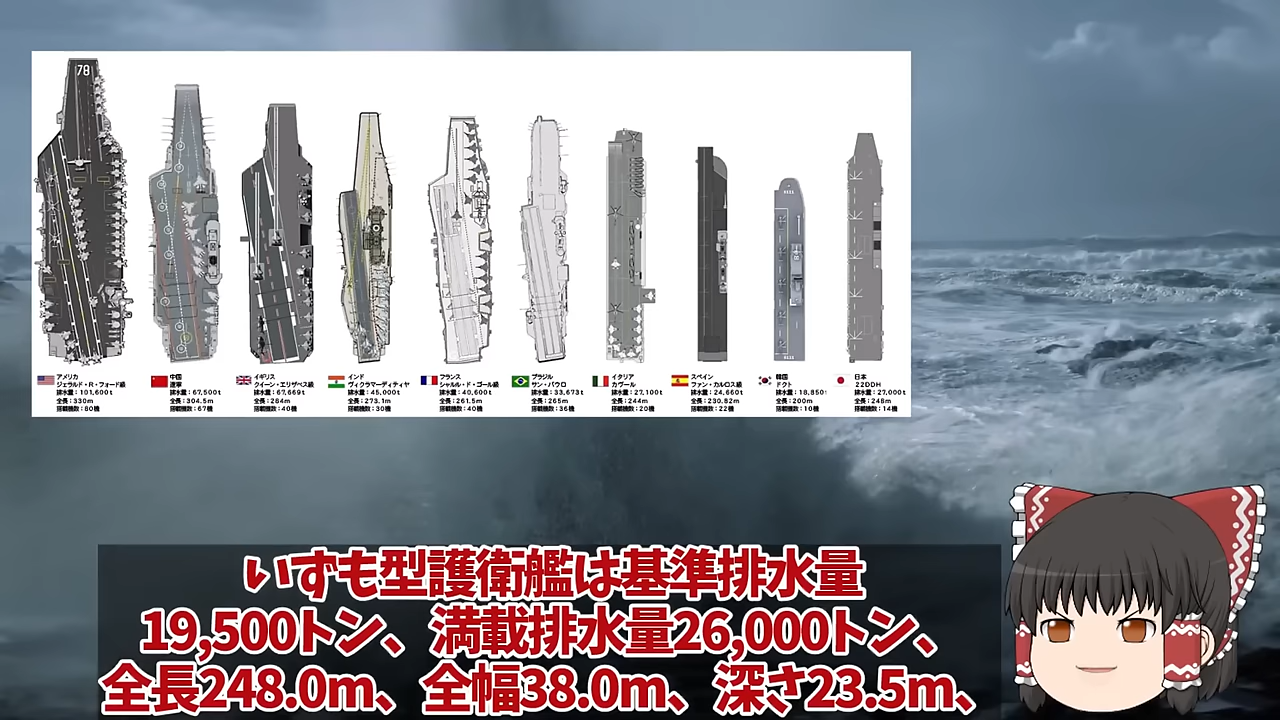 78
アメリカ
ジェラルド・R・フォード級
排水量：101,600t
全長：330m
搭載機数：80機
中国
遼寧
排水量：67,500t
全長：304.5m
搭載機数：67機
イギリス
クイーン・エリザベス級
排水量：67,669t
全長：284m
搭載機数：40機
インド
ヴィクラマーディティヤ
排水量：45,000t
全長：273.1m
搭載機数：30機
フランス
シャルル・ド・ゴール級
排水量：40,600t
全長：261.5m
搭載機数：40機
ブラジル
サン・パウロ
排水量：33,673t
全長：265m
搭載機数：36機
イタリア
カヴール
排水量：27,100t
全長：244m
搭載機数：20機
スペイン
ファン・カルロス級
排水量：24,660t
全長：230.82m
搭載機数：22機
韓国
ドクト
排水量：18,850t
全長：200m
搭載機数：10機
日本
22DDH
排水量：27,000t
全長：248m
搭載機数：14機
いずも型護衛艦は基準排水量
19,500トン、満載排水量26,000トン、
全長248.0m、全幅38.0m、深さ23.5m、